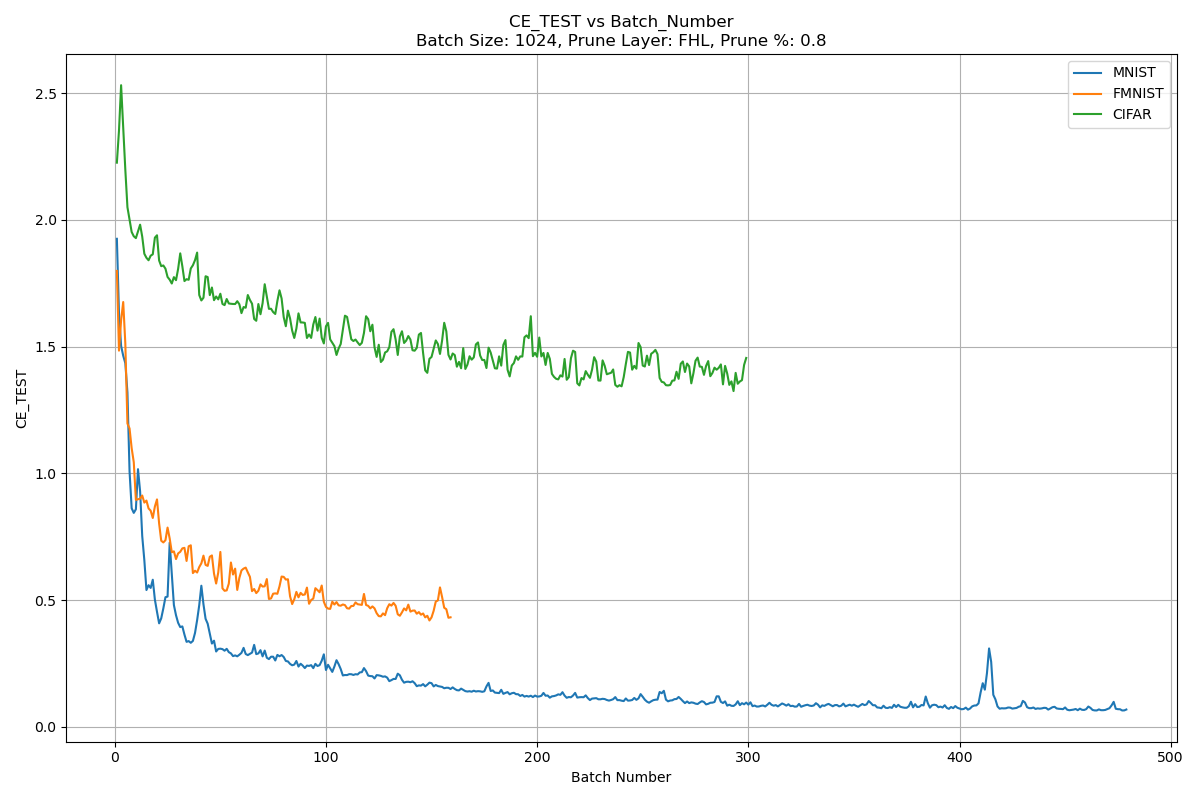 CE_TEST vs Batch_Number
Batch Size: 1024, Prune Layer: FHL, Prune %: 0.8
MNIST
FMNIST
CIFAR
CE_TEST
2.5
2.0
1.5
1.0
0.5
0.0
0
100
200
300
400
500
Batch Number